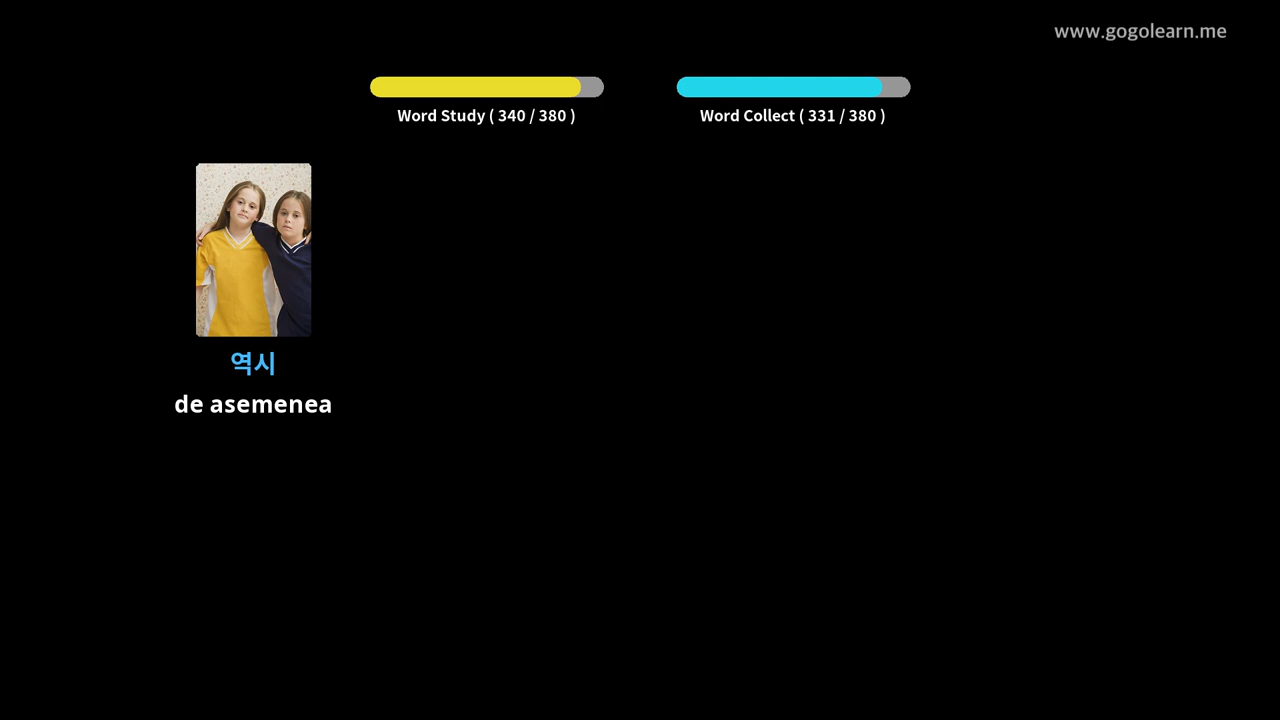 www.gogolearn.me
Word Study ( 340 / 380 )
Word Collect ( 331 / 380 )
역시
de asemenea